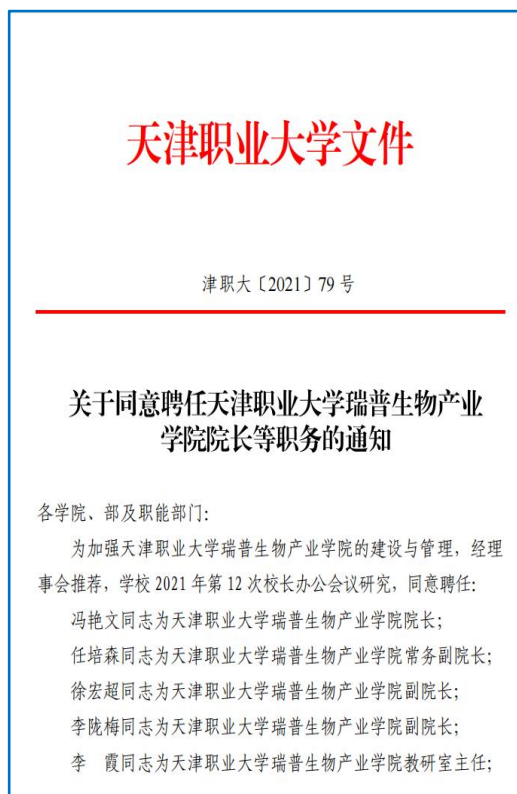 天津职业大学文件
津职大〔2021〕79 号
关于同意聘任天津职业大学瑞普生物产业
学院院长等职务的通知
各学院、部及职能部门：
为加强天津职业大学瑞普生物产业学院的建设与管理，经理
事会推荐，学校 2021 年第 12 次校长办公会议研究，同意聘任：
冯艳文同志为天津职业大学瑞普生物产业学院院长；
任培森同志为天津职业大学瑞普生物产业学院常务副院长；
徐宏超同志为天津职业大学瑞普生物产业学院副院长；
李陇梅同志为天津职业大学瑞普生物产业学院副院长；
李　霞同志为天津职业大学瑞普生物产业学院教研室主任；